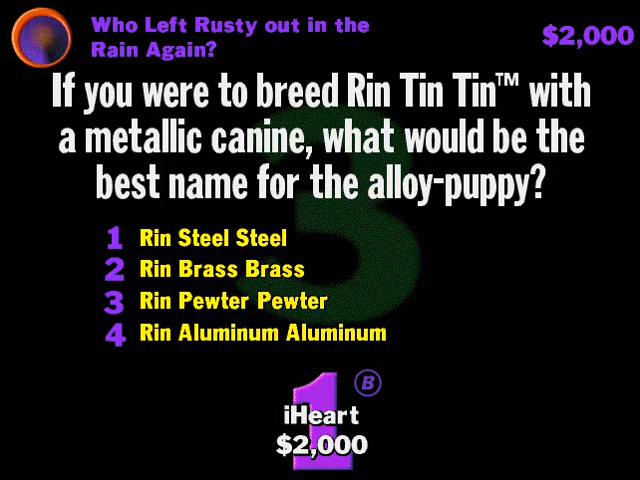 Who Left Rusty out in the
Rain Again?
$2,000
If you were to breed Rin Tin Tin™ with
a metallic canine, what would be the
best name for the alloy-puppy?
3
1 Rin Steel Steel
2 Rin Brass Brass
3 Rin Pewter Pewter
4 Rin Aluminum Aluminum
1
B
iHeart
$2,000